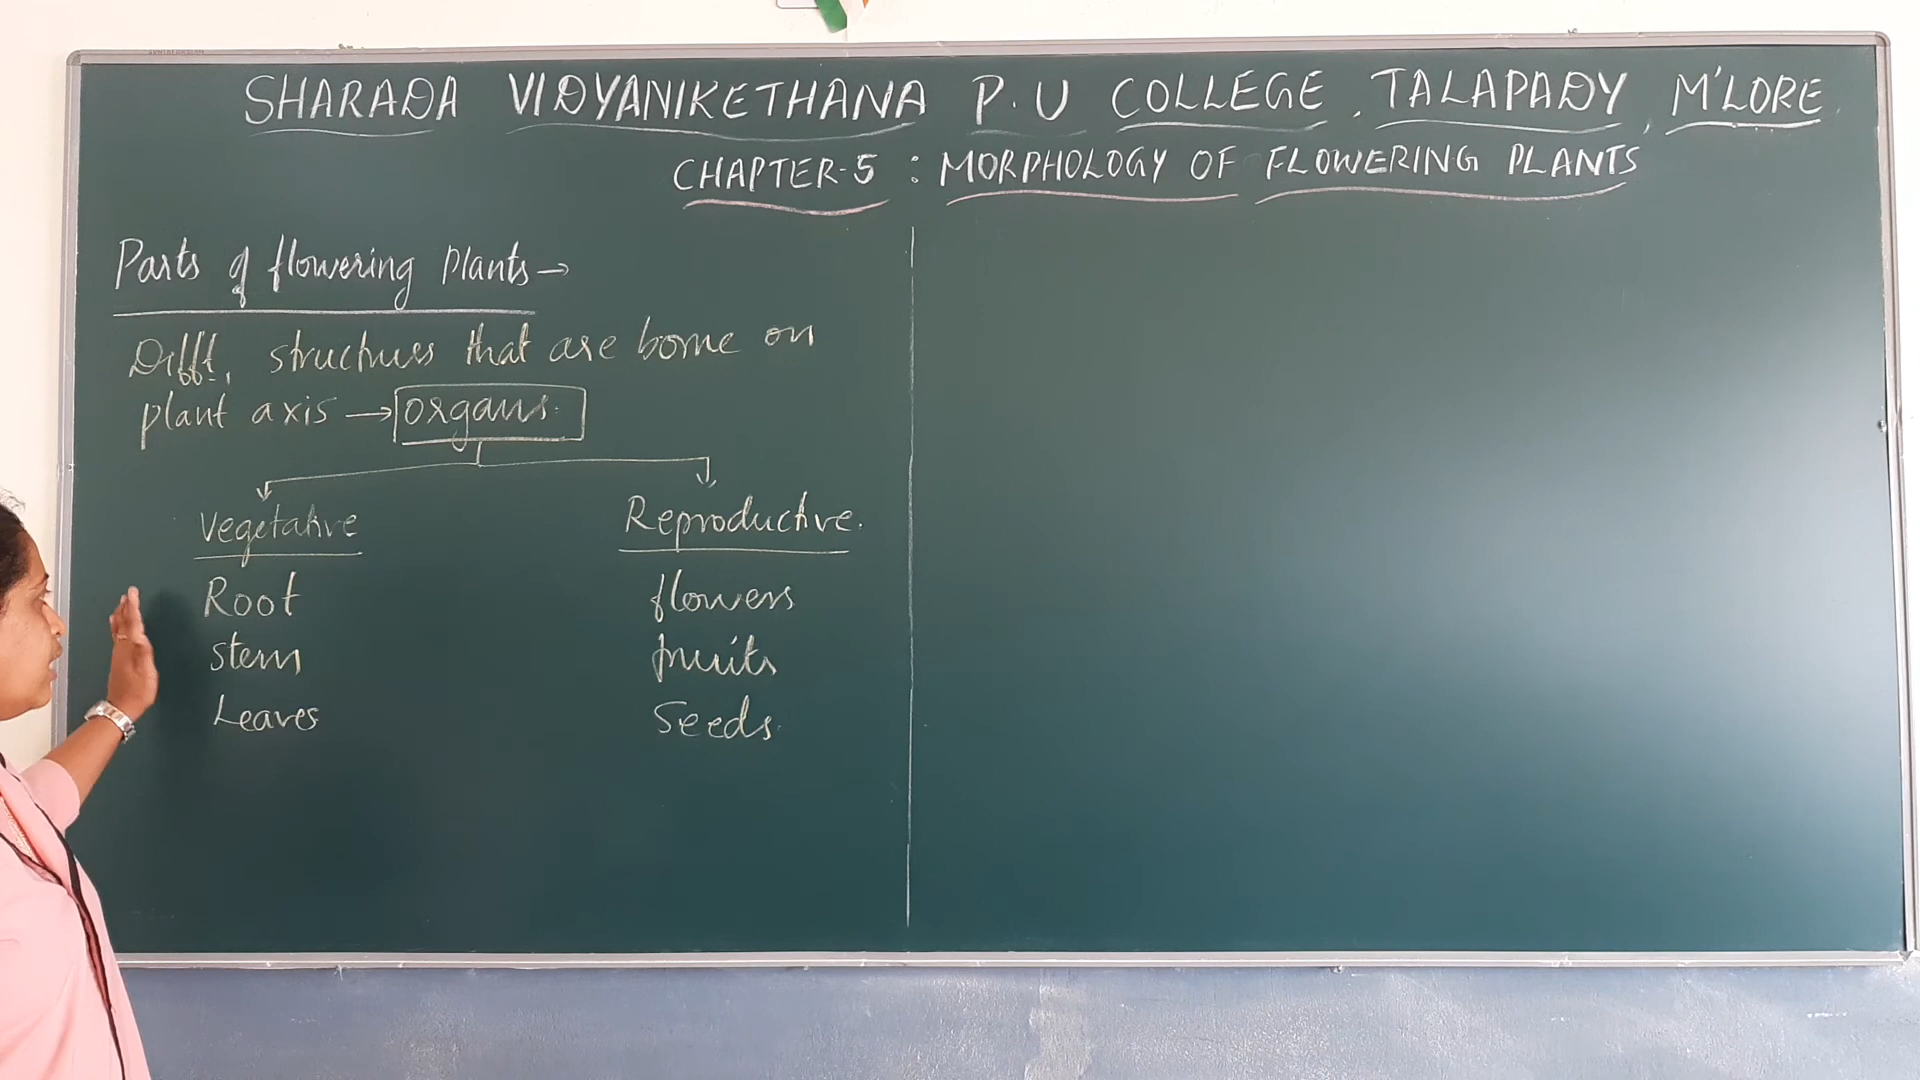 SHARADA VIDYANIKETHANA P.U COLLEGE, TALAPADY, M'LORE
CHAPTER-5 : MORPHOLOGY OF FLOWERING PLANTS
Parts of flowering plants →
Difft, structures that are borne on
plant axis → organs.
Vegetative
Reproductive.
Root
flowers
stem
fruits
Leaves
Seeds.